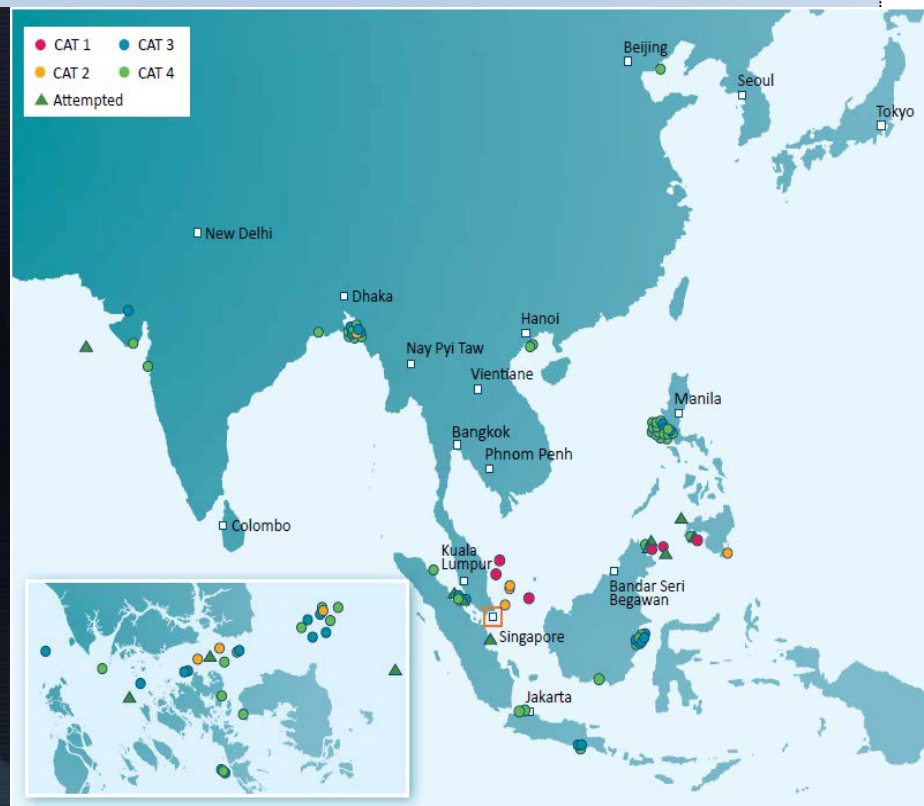 CAT 1
CAT 3
CAT 2
CAT 4
Attempted
Beijing
Seoul
Tokyo
New Delhi
Dhaka
Hanoi
Nay Pyi Taw
Vientiane
Manila
Bangkok
Phnom Penh
Colombo
Kuala
Lumpur
Bandar Seri
Begawan
Singapore
Jakarta